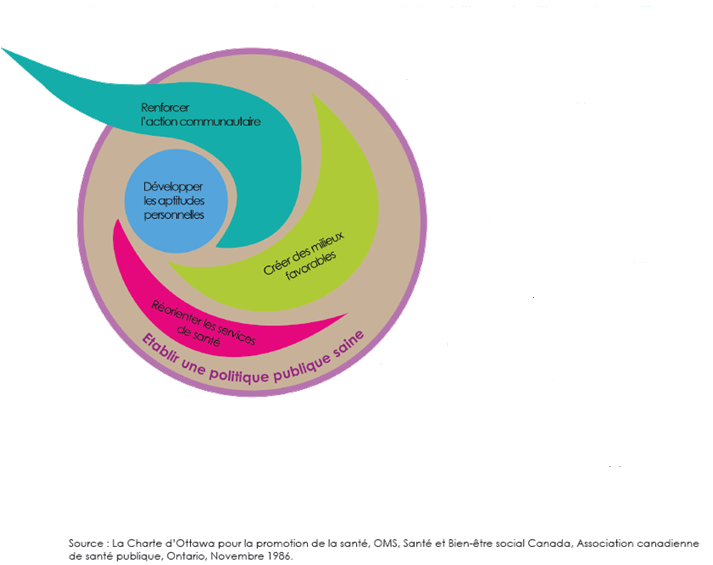 Renforcer
l'action communautaire
Développer
les aptitudes
personnelles
Créer des milieux
favorables
Réorienter les services
de santé
Etablir une politique publique saine
Source : La Charte d'Ottawa pour la promotion de la santé, OMS, Santé et Bien-être social Canada, Association canadienne
de santé publique, Ontario, Novembre 1986.